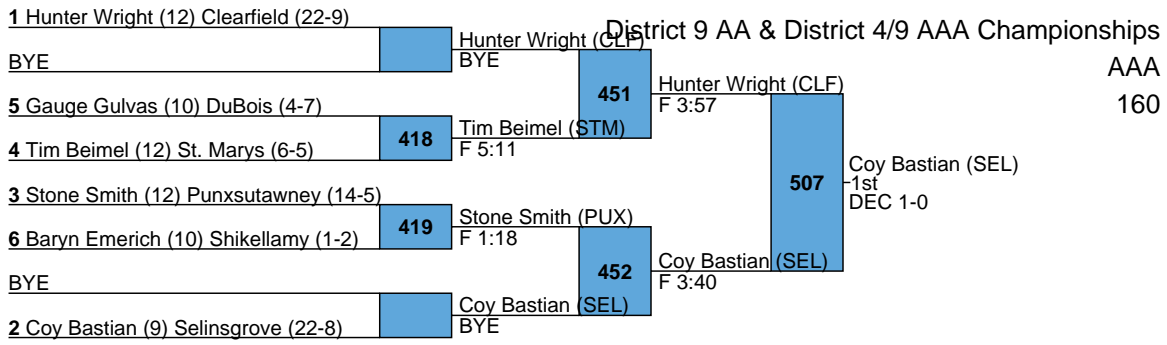 1 Hunter Wright (12) Clearfield (22-9)
BYE
5 Gauge Gulvas (10) DuBois (4-7)
4 Tim Beimel (12) St. Marys (6-5)
3 Stone Smith (12) Punxsutawney (14-5)
6 Baryn Emerich (10) Shikellamy (1-2)
BYE
2 Coy Bastian (9) Selinsgrove (22-8)
Hunter Wright (CLF)
BYE
418
Tim Beimel (STM)
F 5:11
419
Stone Smith (PUX)
F 1:18
Coy Bastian (SEL)
BYE
451
Hunter Wright (CLF)
F 3:57
452
Coy Bastian (SEL)
F 3:40
507
Coy Bastian (SEL)
1st
DEC 1-0
District 9 AA & District 4/9 AAA Championships
AAA
160